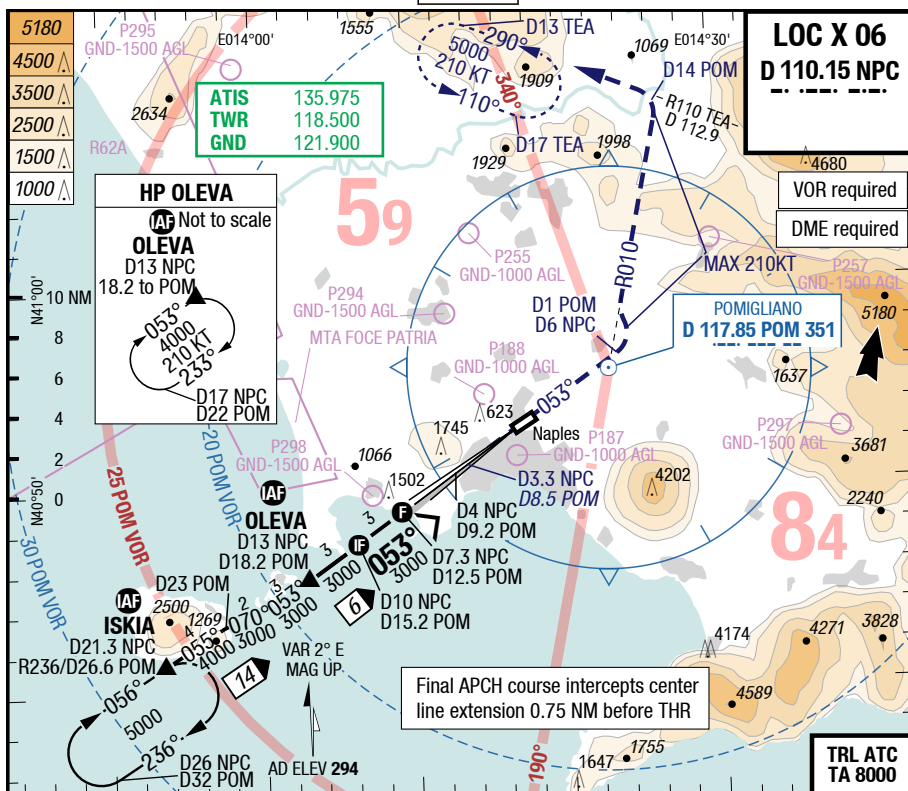 5180
4500
3500
2500
1500
1000
P295
GND-1500 AGL
E014°00'
1555
D13 TEA
5000
210 KT
290°
110°
340°
1909
1069
E014°30'
D14 POM
R110 TEA
D 112.9
LOC X 06
D 110.15 NPC
ATIS 135.975
TWR 118.500
GND 121.900
2634
R62A
D17 TEA
1929
1998
4680
VOR required
DME required
HP OLEVA
IAF Not to scale
OLEVA
D13 NPC
18.2 to POM
053°
4000
210 KT
233°
D17 NPC
D22 POM
59
P255
GND-1000 AGL
R010
MAX 210KT
P257
GND-1500 AGL
N41°00'
10 NM
8
6
4
2
0
N40°50'
P294
GND-1500 AGL
MTA FOCE PATRIA
D1 POM
D6 NPC
POMIGLIANO
D 117.85 POM 351
5180
P188
GND-1000 AGL
1637
053°
623
1745
Naples
P187
GND-1000 AGL
P297
GND-1500 AGL
3681
P298
GND-1500 AGL
1066
1502
D3.3 NPC
D8.5 POM
4202
2240
84
20 POM VOR
25 POM VOR
30 POM VOR
IAF
OLEVA
D13 NPC
D18.2 POM
F
D4 NPC
D9.2 POM
3
IF
053°
3000
D7.3 NPC
D12.5 POM
3
3000
D10 NPC
D15.2 POM
6
D23 POM
3
053°
3000
2
070°
3000
IAF
ISKIA
D21.3 NPC
R236/D26.6 POM
2500
1269
4
055°
4000
14
056°
5000
236°
D26 NPC
D32 POM
VAR 2° E
MAG UP
AD ELEV 294
Final APCH course intercepts center
line extension 0.75 NM before THR
4174
4271
3828
4589
190°
1647
1755
TRL ATC
TA 8000